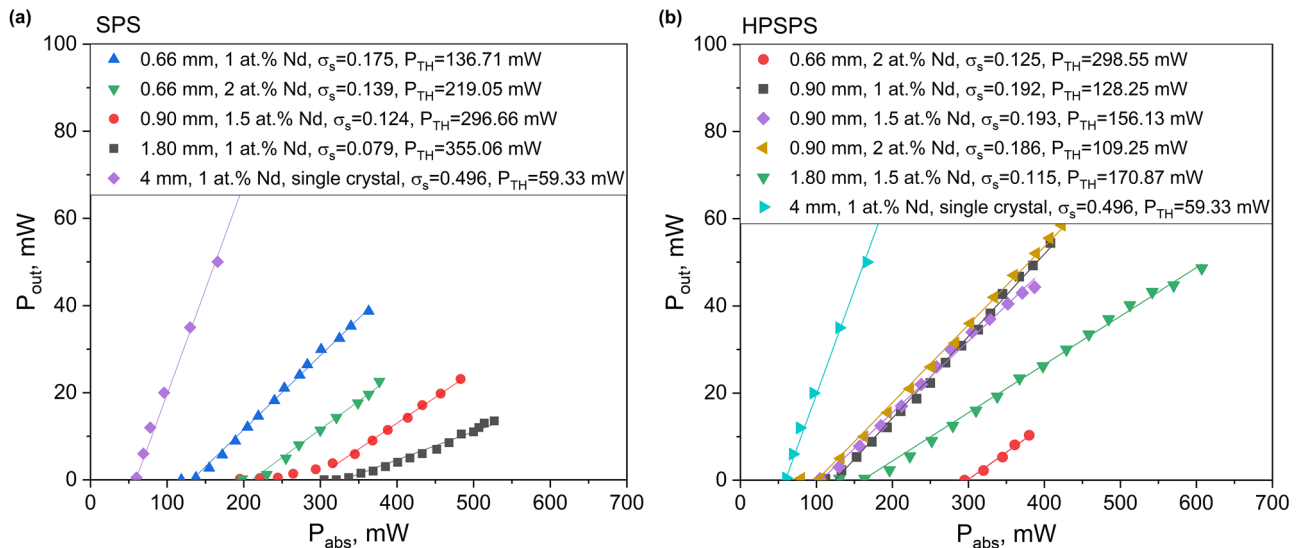 (a)
SPS
0.66 mm, 1 at.% Nd, σs=0.175, PTH=136.71 mW
0.66 mm, 2 at.% Nd, σs=0.139, PTH=219.05 mW
0.90 mm, 1.5 at.% Nd, σs=0.124, PTH=296.66 mW
1.80 mm, 1 at.% Nd, σs=0.079, PTH=355.06 mW
4 mm, 1 at.% Nd, single crystal, σs=0.496, PTH=59.33 mW
100
80
60
40
20
0
Pout, mW
0 100 200 300 400 500 600 700
Pabs, mW
(b)
HPSPS
0.66 mm, 2 at.% Nd, σs=0.125, PTH=298.55 mW
0.90 mm, 1 at.% Nd, σs=0.192, PTH=128.25 mW
0.90 mm, 1.5 at.% Nd, σs=0.193, PTH=156.13 mW
0.90 mm, 2 at.% Nd, σs=0.186, PTH=109.25 mW
1.80 mm, 1.5 at.% Nd, σs=0.115, PTH=170.87 mW
4 mm, 1 at.% Nd, single crystal, σs=0.496, PTH=59.33 mW
100
80
60
40
20
0
Pout, mW
0 100 200 300 400 500 600 700
Pabs, mW